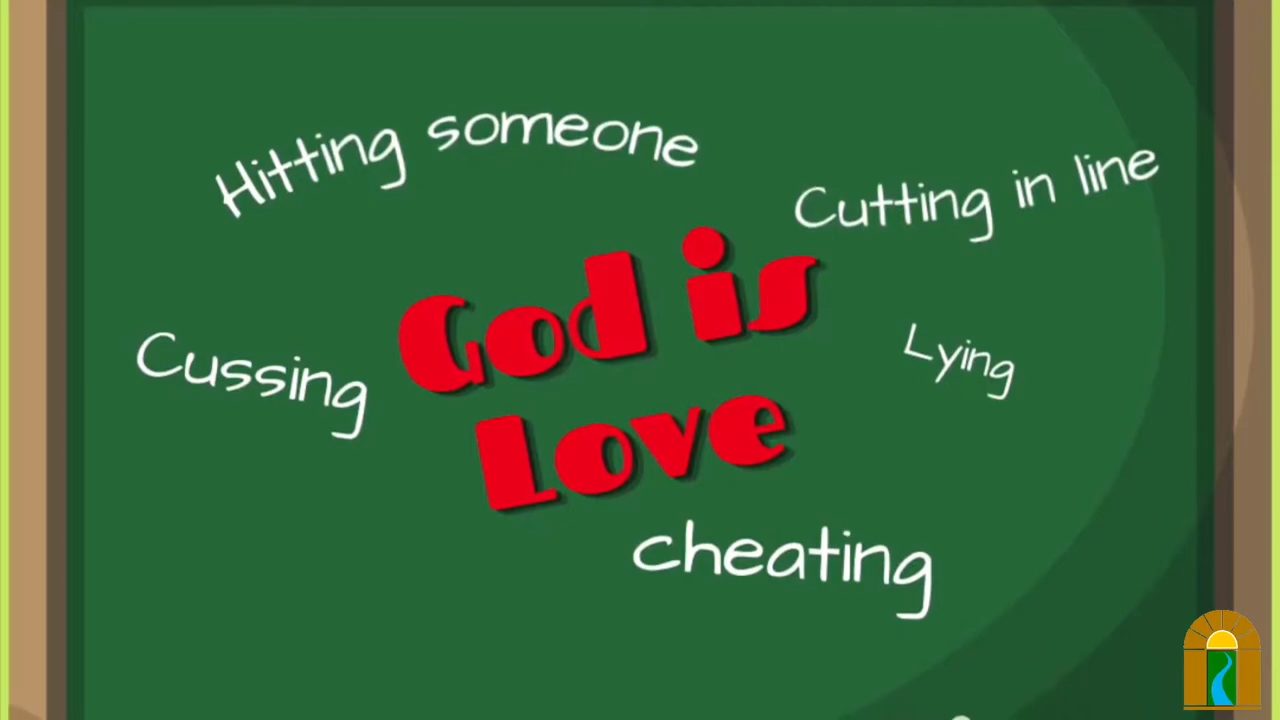 Hitting someone
Cutting in line
God is
Love
Cussing
Lying
cheating